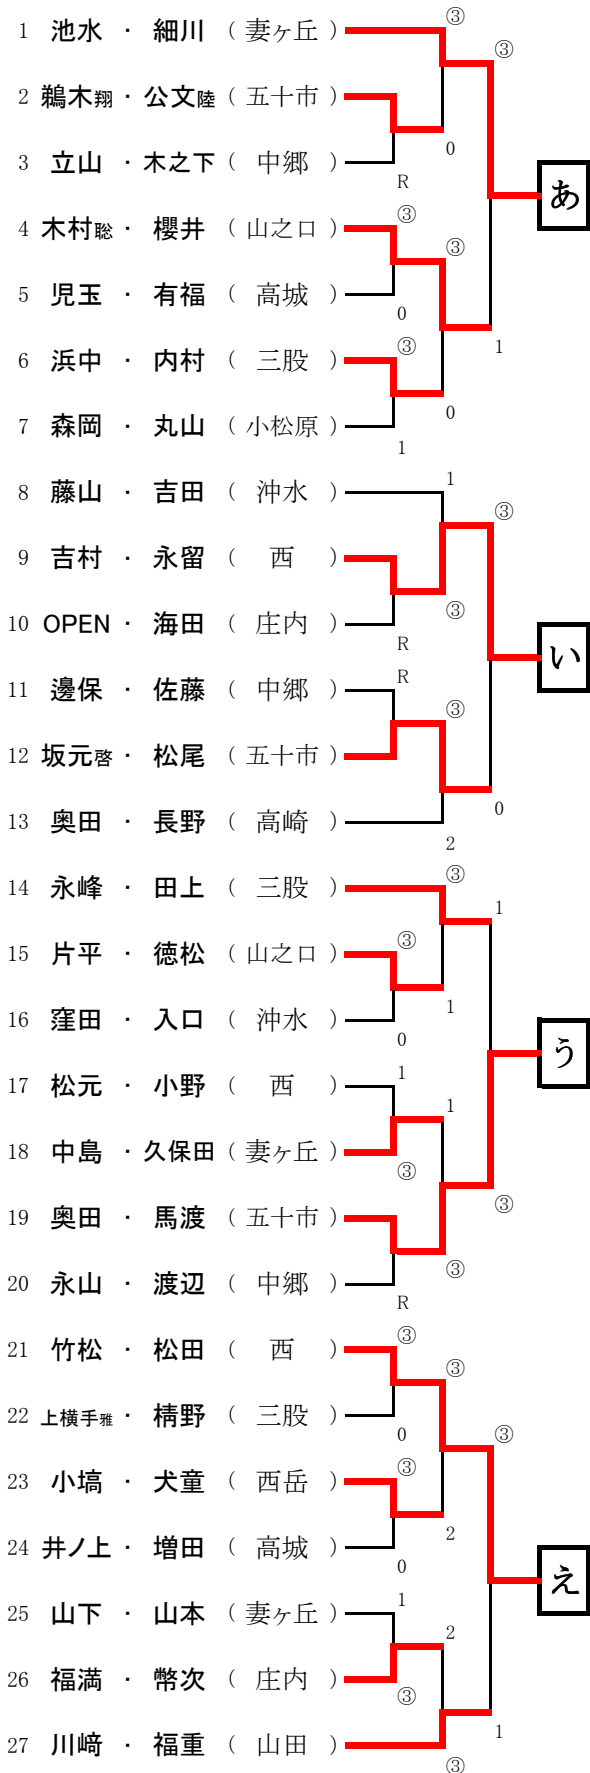 ③
1 池水 ・ 細川 ( 妻ヶ丘 )
③
2 鵜木翔 ・ 公文陸 ( 五十市 )
0
3 立山 ・ 木之下 ( 中郷 )
R
あ
③
4 木村聡 ・ 櫻井 ( 山之口 )
③
5 児玉 ・ 有福 ( 高城 )
0
③
1
6 浜中 ・ 内村 ( 三股 )
0
7 森岡 ・ 丸山 ( 小松原 )
1
1
8 藤山 ・ 吉田 ( 沖水 )
③
9 吉村 ・ 永留 ( 西 )
③
10 OPEN ・ 海田 ( 庄内 )
R
い
R
11 邊保 ・ 佐藤 ( 中郷 )
③
12 坂元啓 ・ 松尾 ( 五十市 )
0
13 奥田 ・ 長野 ( 高崎 )
2
③
14 永峰 ・ 田上 ( 三股 )
1
③
15 片平 ・ 徳松 ( 山之口 )
1
16 窪田 ・ 入口 ( 沖水 )
0
う
1
17 松元 ・ 小野 ( 西 )
1
18 中島 ・ 久保田 ( 妻ヶ丘 )
③
19 奥田 ・ 馬渡 ( 五十市 )
③
③
20 永山 ・ 渡辺 ( 中郷 )
R
③
21 竹松 ・ 松田 ( 西 )
③
22 上横手雅 ・ 樢野 ( 三股 )
0
③
③
23 小塙 ・ 犬童 ( 西岳 )
2
24 井ノ上 ・ 増田 ( 高城 )
0
え
1
25 山下 ・ 山本 ( 妻ヶ丘 )
2
26 福満 ・ 幣次 ( 庄内 )
③
1
27 川﨑 ・ 福重 ( 山田 )
③